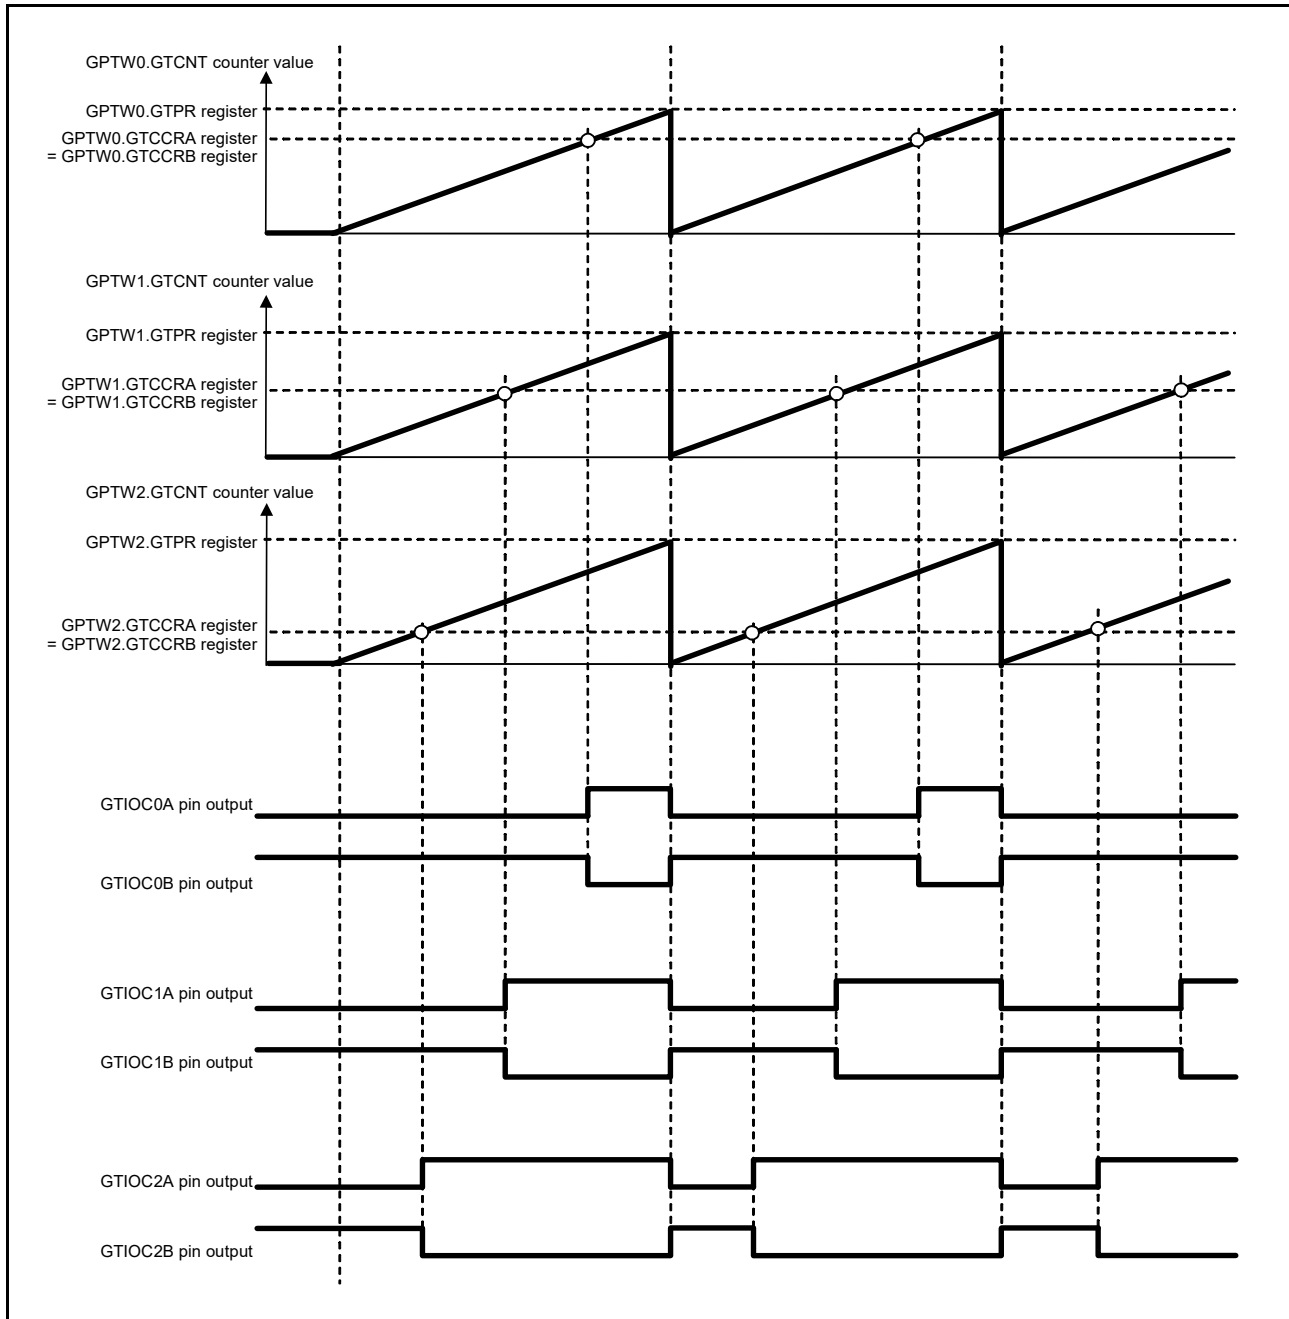 GPTW0.GTCNT counter value
GPTW0.GTPR register
GPTW0.GTCCRA register
= GPTW0.GTCCRB register
GPTW1.GTCNT counter value
GPTW1.GTPR register
GPTW1.GTCCRA register
= GPTW1.GTCCRB register
GPTW2.GTCNT counter value
GPTW2.GTPR register
GPTW2.GTCCRA register
= GPTW2.GTCCRB register
GTIOC0A pin output
GTIOC0B pin output
GTIOC1A pin output
GTIOC1B pin output
GTIOC2A pin output
GTIOC2B pin output